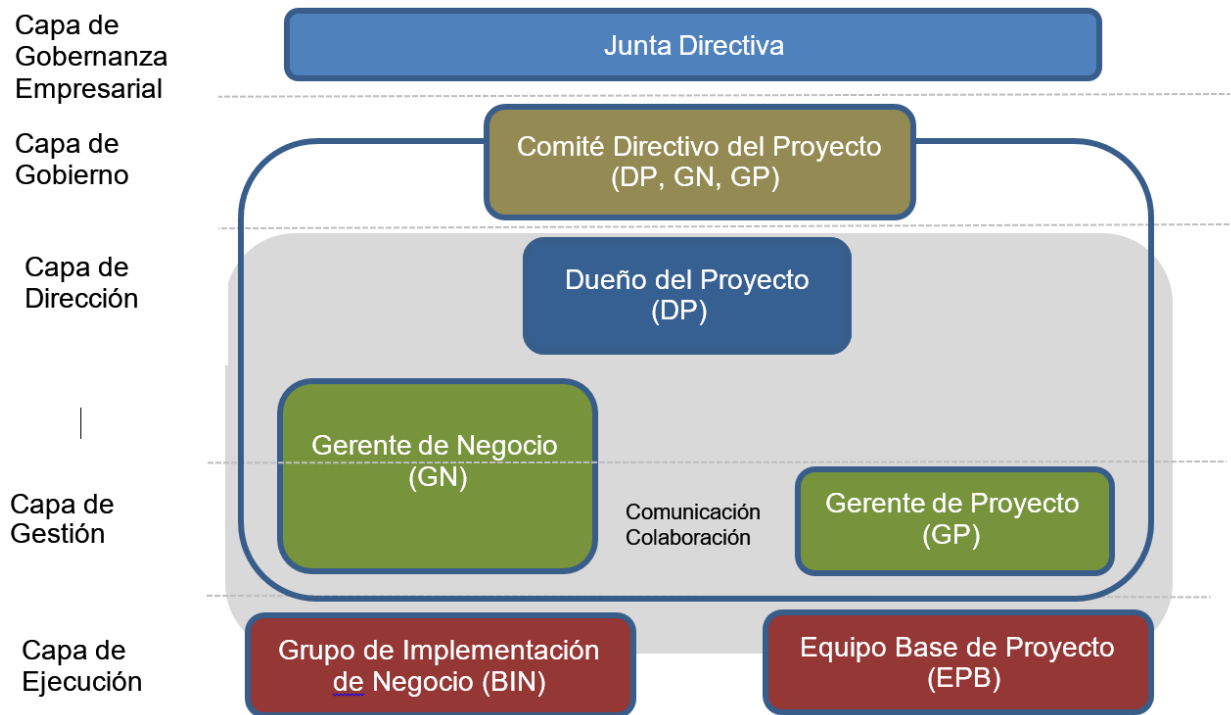 Capa de
Gobernanza
Empresarial
Junta Directiva
Capa de
Gobierno
Comité Directivo del Proyecto
(DP, GN, GP)
Capa de
Dirección
Dueño del Proyecto
(DP)
Gerente de Negocio
(GN)
Capa de
Gestión
Comunicación
Colaboración
Gerente de Proyecto
(GP)
Capa de
Ejecución
Grupo de Implementación
de Negocio (BIN)
Equipo Base de Proyecto
(EPB)